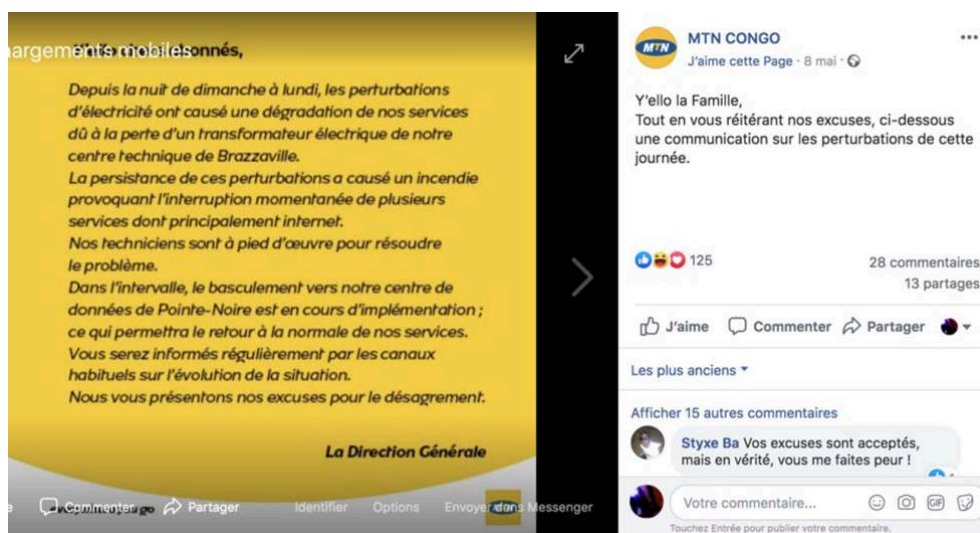 argements mobiles
onnés,
Depuis la nuit de dimanche à lundi, les perturbations
d'électricité ont causé une dégradation de nos services
dû à la perte d'un transformateur électrique de notre
centre technique de Brazzaville.
La persistance de ces perturbations a causé un incendie
provoquant l'interruption momentanée de plusieurs
services dont principalement internet.
Nos techniciens sont à pied d'œuvre pour résoudre
le problème.
Dans l'intervalle, le basculement vers notre centre de
données de Pointe-Noire est en cours d'implémentation ;
ce qui permettra le retour à la normale de nos services.
Vous serez informés régulièrement par les canaux
habituels sur l'évolution de la situation.
Nous vous présentons nos excuses pour le désagrement.
La Direction Générale
Commenter Partager Identifier Options Envoyer dans Messenger
MTN
MTN CONGO
J'aime cette Page · 8 mai
Y'ello la Famille,
Tout en vous réitérant nos excuses, ci-dessous
une communication sur les perturbations de cette
journée.
125
28 commentaires
13 partages
J'aime Commenter Partager
Les plus anciens
Afficher 15 autres commentaires
Styxe Ba Vos excuses sont acceptés,
mais en vérité, vous me faites peur !
Votre commentaire...
GIF
Touchez Entrée pour publier votre commentaire.